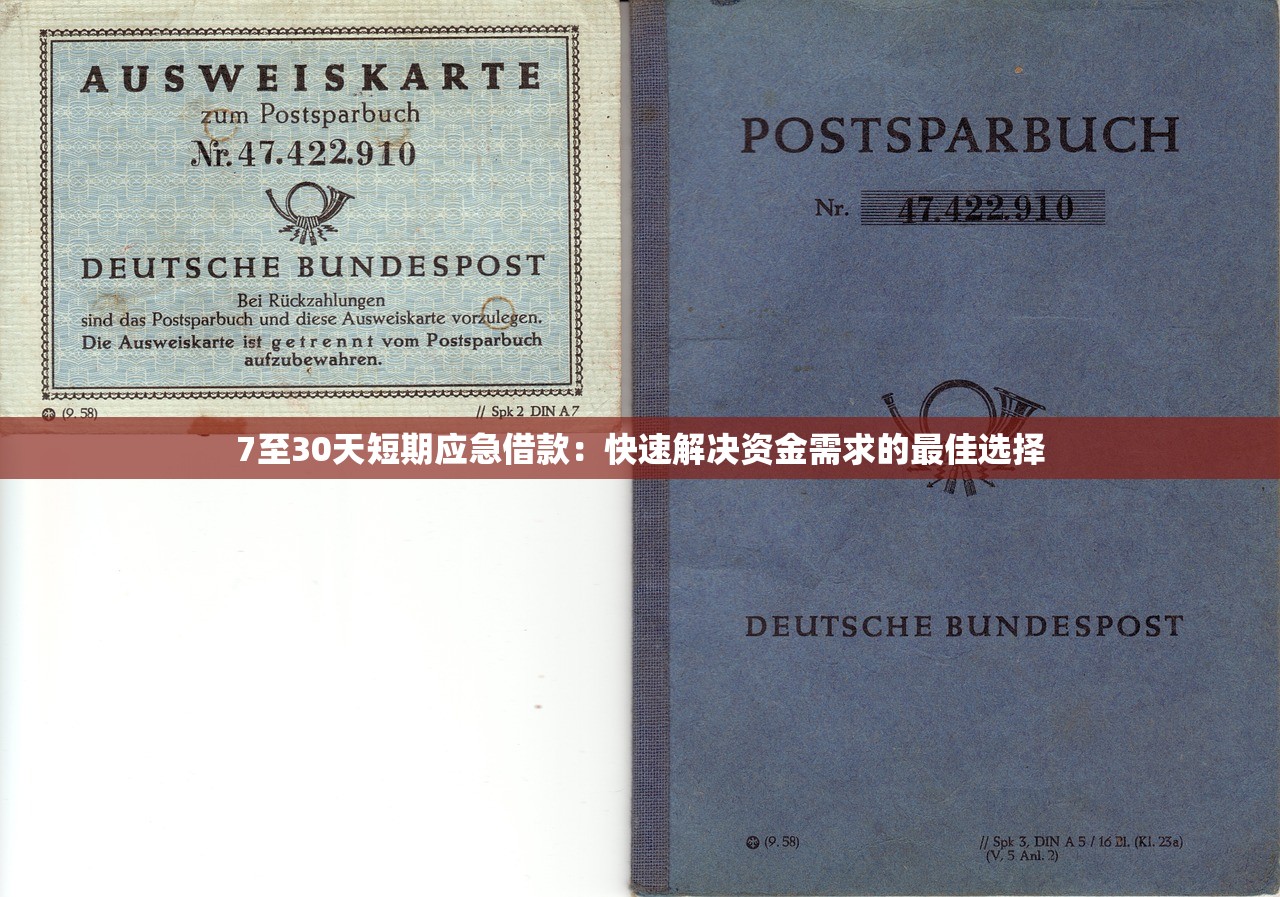 AUSWEISKARTE
zum Postsparbuch
Nr. 47.422.910
DEUTSCHE BUNDESPOST
Bei Rückzahlungen
sind das Postsparbuch und diese Ausweiskarte vorzulegen.
Die Ausweiskarte ist getrennt vom Postsparbuch
aufzubewahren.
(9. 58)
// Spk 2 DIN A 7
7至30天短期应急借款：快速解决资金需求的最佳选择
POSTSPARBUCH
Nr. 47.422.910
DEUTSCHE BUNDESPOST
(9. 58)
// Spk 3, DIN A 5 / 16 Bl. (Kl. 23a)
(V, 5 Anl. 2)